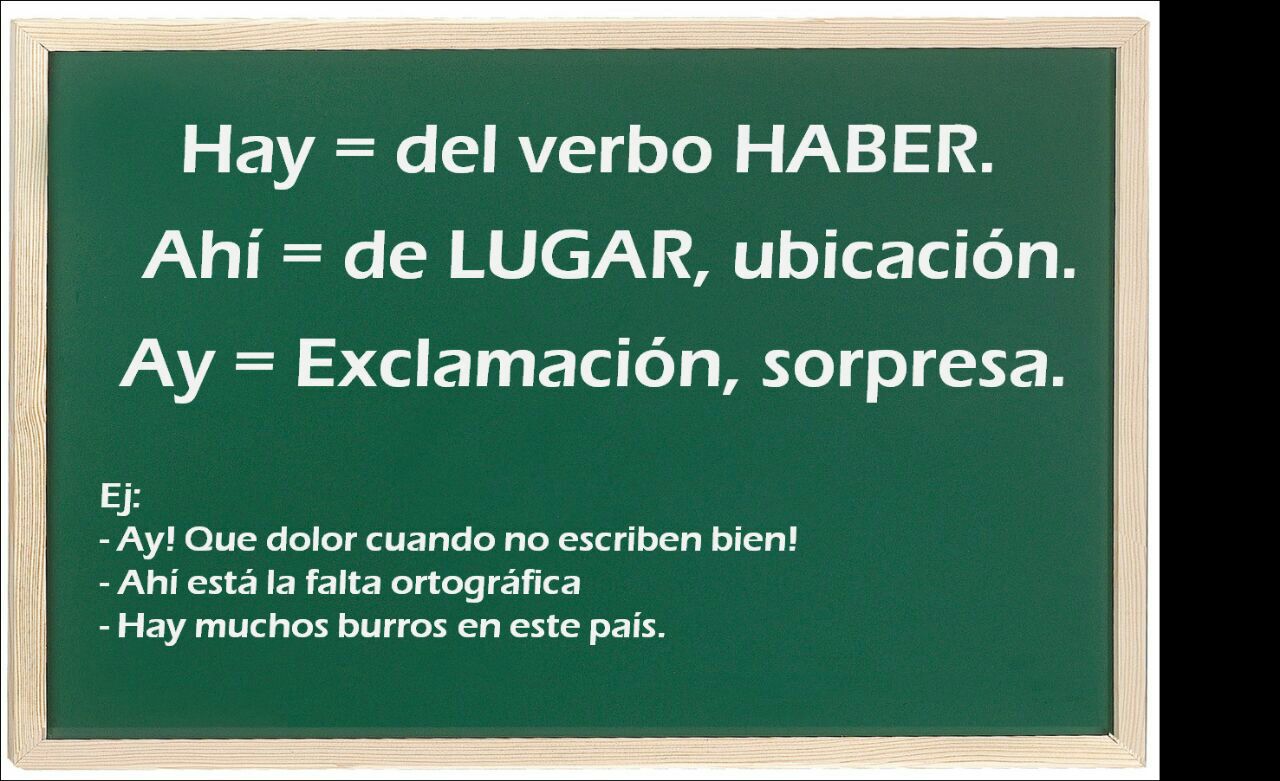 Hay = del verbo HABER.
Ahí = de LUGAR, ubicación.
Ay = Exclamación, sorpresa.
Ej:
- Ay! Que dolor cuando no escriben bien!
- Ahí está la falta ortográfica
- Hay muchos burros en este país.